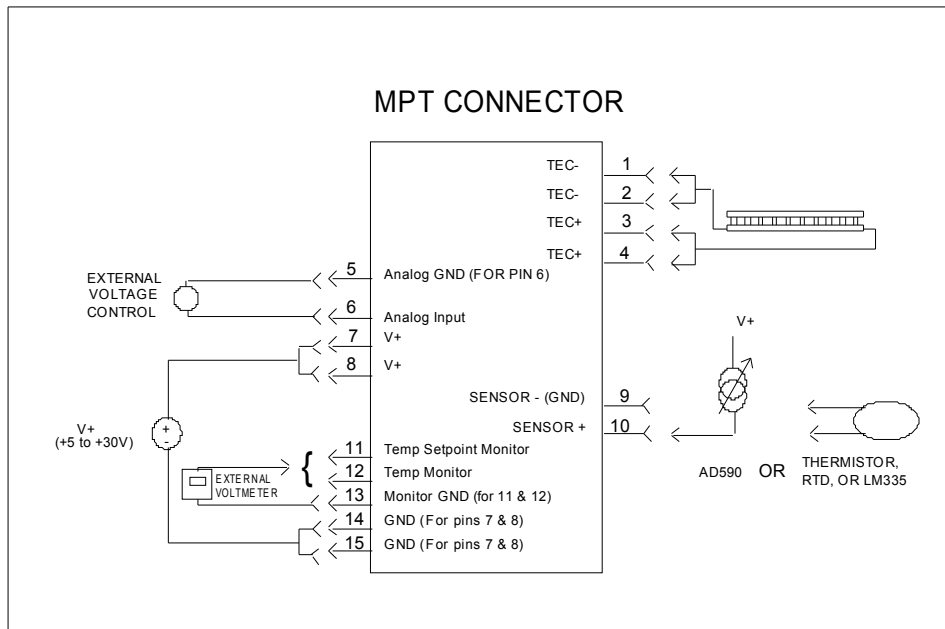 MPT CONNECTOR
TEC-
1
TEC-
2
TEC+
3
TEC+
4
EXTERNAL
VOLTAGE
CONTROL
5
Analog GND (FOR PIN 6)
6
Analog Input
7
V+
8
V+
V+
(+5 to +30V)
+
-
SENSOR - (GND)
9
SENSOR +
10
V+
AD590
OR
THERMISTOR,
RTD, OR LM335
11
Temp Setpoint Monitor
12
Temp Monitor
{
EXTERNAL
VOLTMETER
13
Monitor GND (for 11 & 12)
14
GND (For pins 7 & 8)
15
GND (For pins 7 & 8)